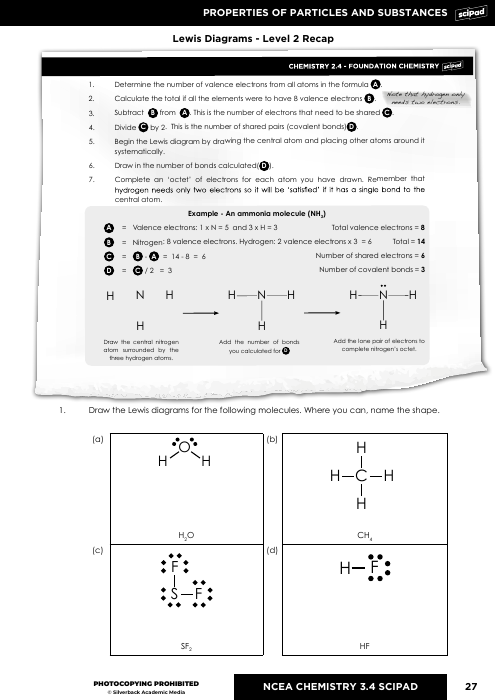 PROPERTIES OF PARTICLES AND SUBSTANCES scipad
Lewis Diagrams - Level 2 Recap
CHEMISTRY 2.4 - FOUNDATION CHEMISTRY scipad
1. Determine the number of valence electrons from all atoms in the formula A.
2. Calculate the total if all the elements were to have 8 valence electrons B.
Note that hydrogen only
needs two electrons.
3. Subtract B from A. This is the number of electrons that need to be shared C.
4. Divide C by 2. This is the number of shared pairs (covalent bonds) D.
5. Begin the Lewis diagram by drawing the central atom and placing other atoms around it
systematically.
6. Draw in the number of bonds calculated (D).
7. Complete an 'octet' of electrons for each atom you have drawn. Remember that
hydrogen needs only two electrons so it will be 'satisfied' if it has a single bond to the
central atom.
Example - An ammonia molecule (NH3)
A = Valence electrons: 1 x N = 5 and 3 x H = 3 Total valence electrons = 8
B = Nitrogen: 8 valence electrons. Hydrogen: 2 valence electrons x 3 = 6 Total = 14
C = B - A = 14 - 8 = 6 Number of shared electrons = 6
D = C / 2 = 3 Number of covalent bonds = 3
H N H
H
H N H
H
H N H
H
Draw the central nitrogen
atom surrounded by the
three hydrogen atoms.
Add the number of bonds
you calculated for D
Add the lone pair of electrons to
complete nitrogen's octet.
1. Draw the Lewis diagrams for the following molecules. Where you can, name the shape.
(a)
O
H H
H2O
(b)
H
H C H
H
CH4
(c)
F
S F
SF2
(d)
H F
HF
PHOTOCOPYING PROHIBITED
© Silverback Academic Media
NCEA CHEMISTRY 3.4 SCIPAD
27